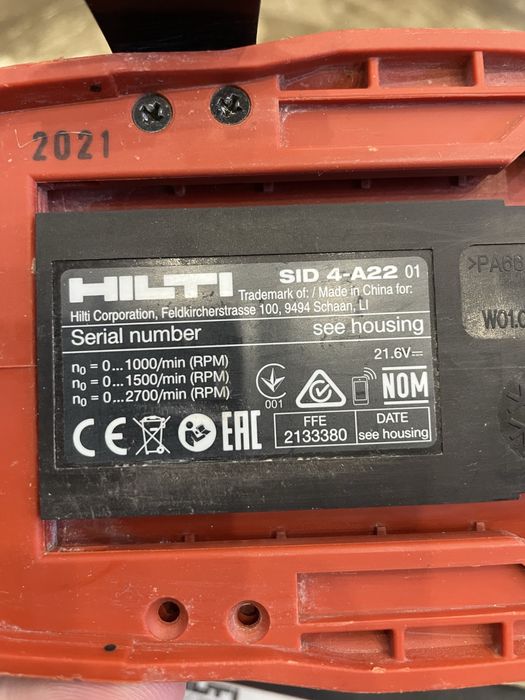 2021
HILTI
SID 4-A22 01
Trademark of: / Made in China for:
Hilti Corporation, Feldkircherstrasse 100, 9494 Schaan, LI
Serial number see housing
n₀ = 0...1000/min (RPM)
n₀ = 0...1500/min (RPM)
n₀ = 0...2700/min (RPM)
21.6V⎓
001
NOM
CE
EAC
FFE
2133380
DATE
see housing
>PA6
W01.
HILTI